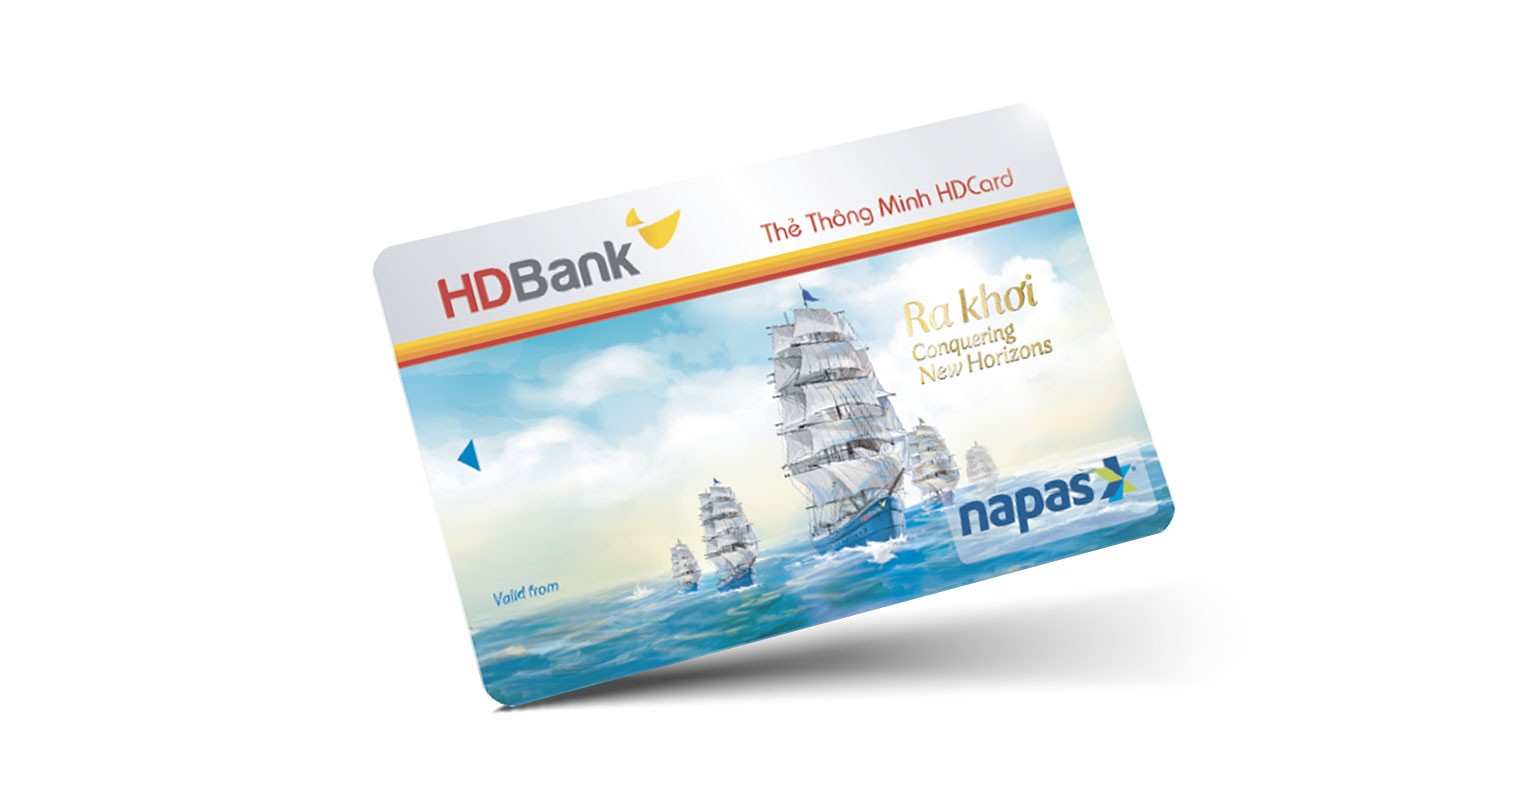 HDBank
Thẻ Thông Minh HDCard
Ra khơi
Conquering
New Horizons
napas
Valid from